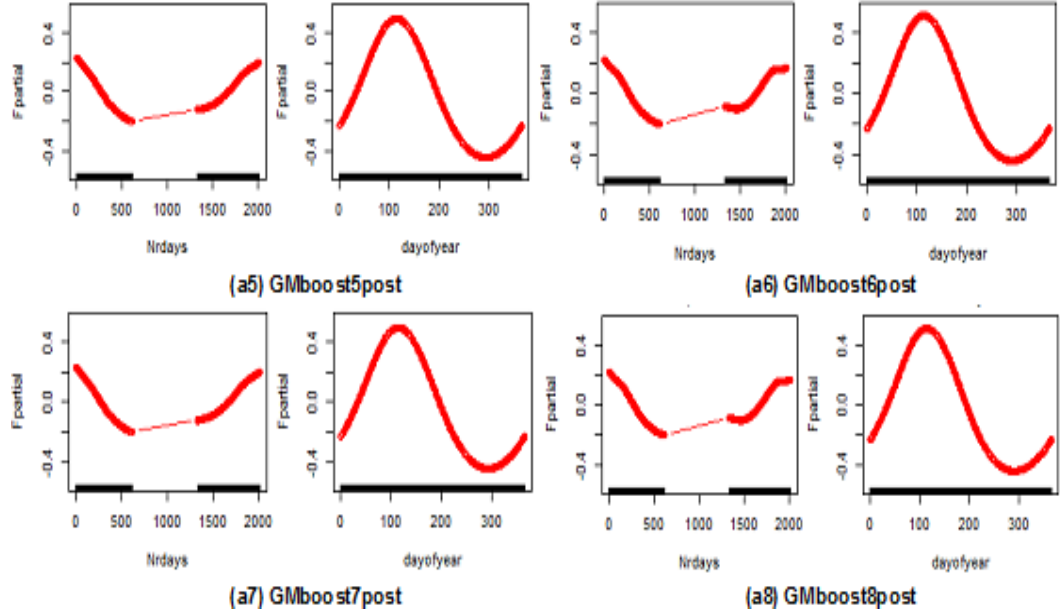 F partial
0.4
0.0
-0.4
0 500 1000 1500 2000
Nrdays
F partial
0.4
0.0
-0.4
0 100 200 300
dayofyear
(a5) GMboost5post
F partial
0.4
0.0
-0.4
0 500 1000 1500 2000
Nrdays
F partial
0.4
0.0
-0.4
0 100 200 300
dayofyear
(a6) GMboost6post
F partial
0.4
0.0
-0.4
0 500 1000 1500 2000
Nrdays
F partial
0.4
0.0
-0.4
0 100 200 300
dayofyear
(a7) GMboost7post
F partial
0.4
0.0
-0.4
0 500 1000 1500 2000
Nrdays
F partial
0.4
0.0
-0.4
0 100 200 300
dayofyear
(a8) GMboost8post